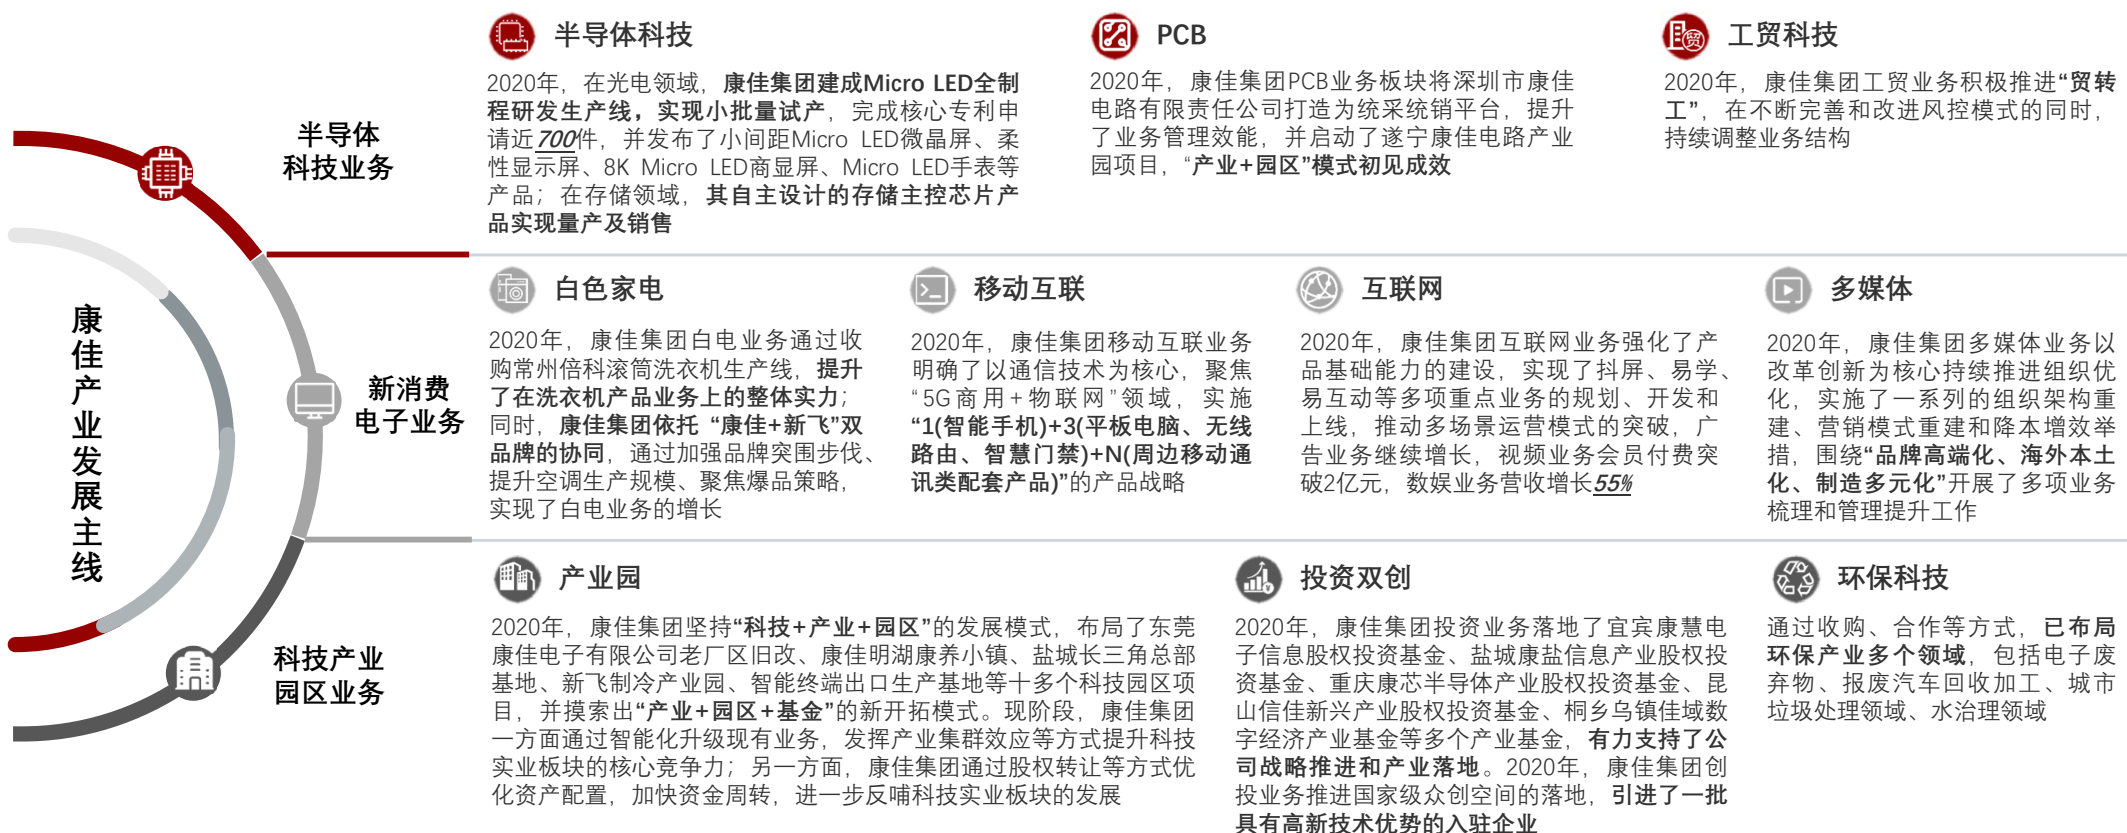 康佳产业发展主线
半导体
科技业务
半导体科技
2020年，在光电领域，康佳集团建成Micro LED全制
程研发生产线，实现小批量试产，完成核心专利申
请近700件，并发布了小间距Micro LED微晶屏、柔
性显示屏、8K Micro LED商显屏、Micro LED手表等
产品；在存储领域，其自主设计的存储主控芯片产
品实现量产及销售
PCB
2020年，康佳集团PCB业务板块将深圳市康佳
电路有限责任公司打造为统采统销平台，提升
了业务管理效能，并启动了遂宁康佳电路产业
园项目，“产业+园区”模式初见成效
工贸科技
2020年，康佳集团工贸业务积极推进“贸转
工”，在不断完善和改进风控模式的同时，
持续调整业务结构
新消费
电子业务
白色家电
2020年，康佳集团白电业务通过收
购常州倍科滚筒洗衣机生产线，提升
了在洗衣机产品业务上的整体实力；
同时，康佳集团依托 “康佳+新飞”双
品牌的协同，通过加强品牌突围步伐、
提升空调生产规模、聚焦爆品策略，
实现了白电业务的增长
移动互联
2020年，康佳集团移动互联业务
明确了以通信技术为核心，聚焦
“5G商用+物联网”领域，实施
“1(智能手机)+3(平板电脑、无线
路由、智慧门禁)+N(周边移动通
讯类配套产品)”的产品战略
互联网
2020年，康佳集团互联网业务强化了产
品基础能力的建设，实现了抖屏、易学、
易互动等多项重点业务的规划、开发和
上线，推动多场景运营模式的突破，广
告业务继续增长，视频业务会员付费突
破2亿元，数娱业务营收增长55%
多媒体
2020年，康佳集团多媒体业务以
改革创新为核心持续推进组织优
化，实施了一系列的组织架构重
建、营销模式重建和降本增效举
措，围绕“品牌高端化、海外本土
化、制造多元化”开展了多项业务
梳理和管理提升工作
科技产业
园区业务
产业园
2020年，康佳集团坚持“科技+产业+园区”的发展模式，布局了东莞
康佳电子有限公司老厂区旧改、康佳明湖康养小镇、盐城长三角总部
基地、新飞制冷产业园、智能终端出口生产基地等十多个科技园区项
目，并摸索出“产业+园区+基金”的新开拓模式。现阶段，康佳集团
一方面通过智能化升级现有业务，发挥产业集群效应等方式提升科技
实业板块的核心竞争力；另一方面，康佳集团通过股权转让等方式优
化资产配置，加快资金周转，进一步反哺科技实业板块的发展
投资双创
2020年，康佳集团投资业务落地了宜宾康慧电
子信息股权投资基金、盐城康盐信息产业股权投
资基金、重庆康芯半导体产业股权投资基金、昆
山信佳新兴产业股权投资基金、桐乡乌镇佳域数
字经济产业基金等多个产业基金，有力支持了公
司战略推进和产业落地。2020年，康佳集团创
投业务推进国家级众创空间的落地，引进了一批
具有高新技术优势的入驻企业
环保科技
通过收购、合作等方式，已布局
环保产业多个领域，包括电子废
弃物、报废汽车回收加工、城市
垃圾处理领域、水治理领域
贸